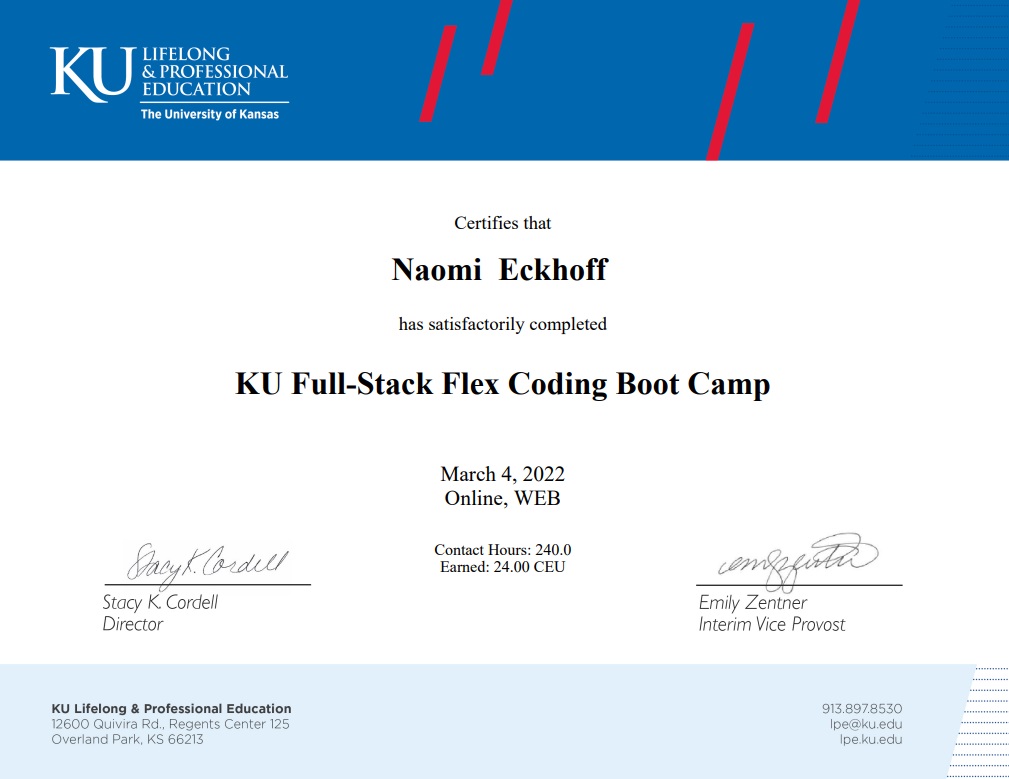 KU LIFELONG
& PROFESSIONAL
EDUCATION
The University of Kansas
Certifies that
Naomi Eckhoff
has satisfactorily completed
KU Full-Stack Flex Coding Boot Camp
March 4, 2022
Online, WEB
Contact Hours: 240.0
Earned: 24.00 CEU
Stacy K. Cordell
Stacy K. Cordell
Director
Emily Zentner
Interim Vice Provost
KU Lifelong & Professional Education
12600 Quivira Rd., Regents Center 125
Overland Park, KS 66213
913.897.8530
lpe@ku.edu
lpe.ku.edu